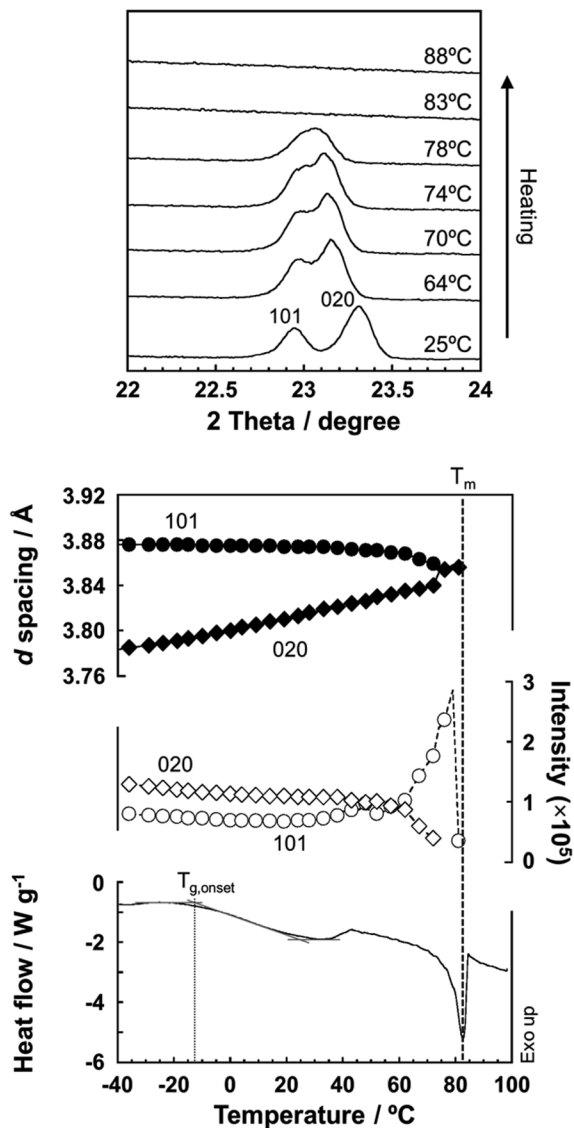 88ºC
83ºC
78ºC
74ºC
70ºC
64ºC
020
101
25ºC
Heating
22 22.5 23 23.5 24
2 Theta / degree
Tm
3.92
3.88
3.84
3.80
3.76
d spacing / Å
101
020
3
2
1
0
Intensity (×10⁵)
020
101
Tg,onset
0
-2
-4
-6
Heat flow / W g⁻¹
Exo up
-40 -20 0 20 40 60 80 100
Temperature / ºC